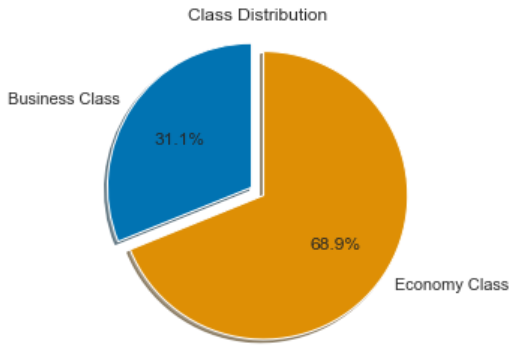 Class Distribution
Business Class
31.1%
68.9%
Economy Class